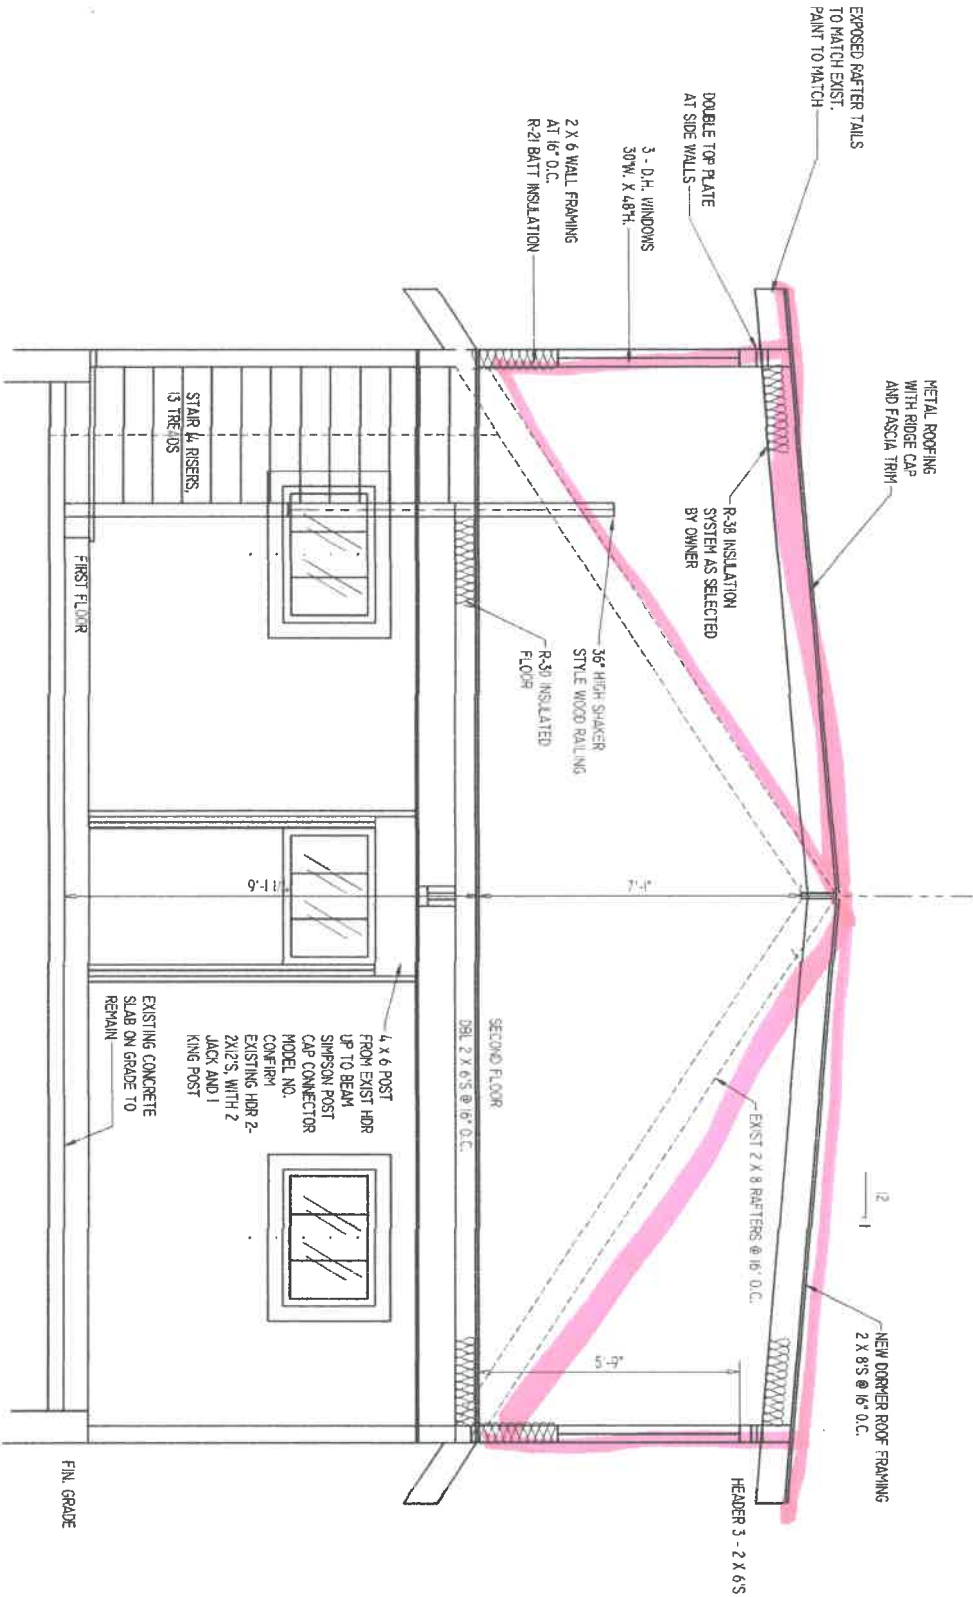 EXPOSED RAFTER TAILS
TO MATCH EXIST.
PAINT TO MATCH
METAL ROOFING
WITH RIDGE CAP
AND FASCIA TRIM
DOUBLE TOP PLATE
AT SIDE WALLS
3 - D.H. WINDOWS
30"W. X 48"H.
2 X 6 WALL FRAMING
AT 16" O.C.
R-21 BATT INSULATION
R-38 INSULATION
SYSTEM AS SELECTED
BY OWNER
36" HIGH SHAKER
STYLE WOOD RAILING
R-30 INSULATED
FLOOR
STAIR 14 RISERS,
13 TREADS
FIRST FLOOR
7'-1"
12
1
NEW DORMER ROOF FRAMING
2 X 8'S @ 16" O.C.
EXIST 2 X 8 RAFTERS @ 16" O.C.
5'-9"
HEADER 3 - 2 X 6'S
SECOND FLOOR
DBL 2 X 6'S @ 16" O.C.
4 x 6 POST
FROM EXIST HDR
UP TO BEAM
SIMPSON POST
CAP CONNECTOR
MODEL NO.
CONFIRM
EXISTING HDR 2-
2X12'S, WITH 2
JACK AND 1
KING POST
EXISTING CONCRETE
SLAB ON GRADE TO
REMAIN
FIN. GRADE